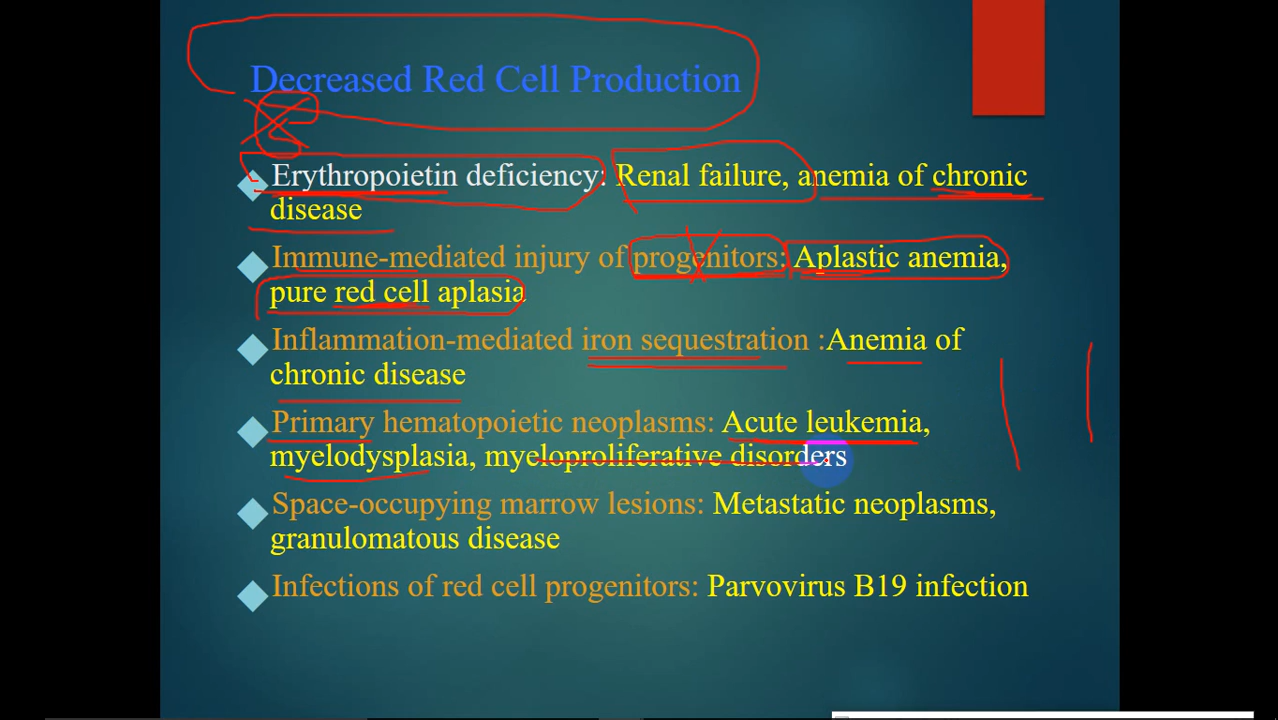 Decreased Red Cell Production
Erythropoietin deficiency: Renal failure, anemia of chronic
disease
Immune-mediated injury of progenitors: Aplastic anemia,
pure red cell aplasia
Inflammation-mediated iron sequestration :Anemia of
chronic disease
Primary hematopoietic neoplasms: Acute leukemia,
myelodysplasia, myeloproliferative disorders
Space-occupying marrow lesions: Metastatic neoplasms,
granulomatous disease
Infections of red cell progenitors: Parvovirus B19 infection